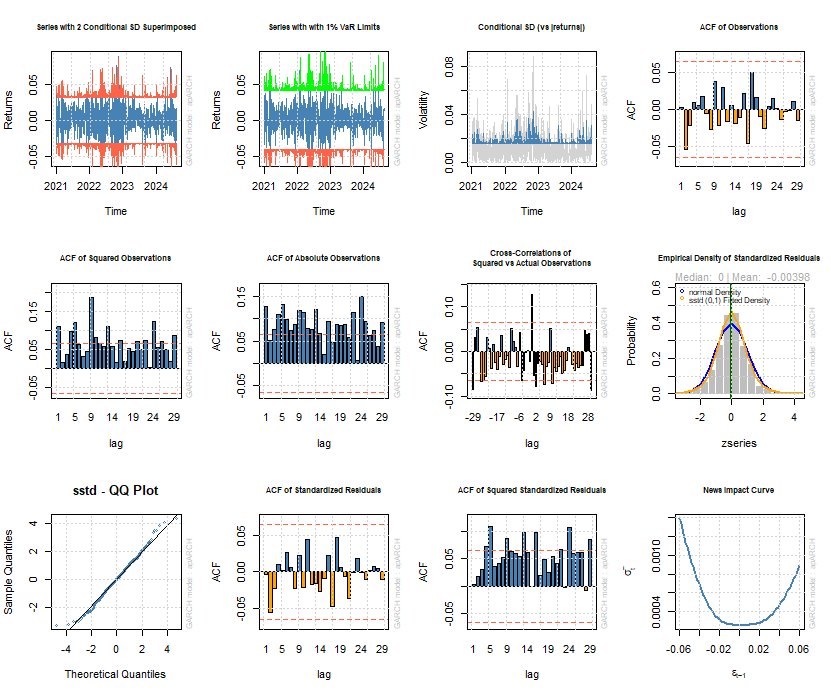 Series with 2 Conditional SD Superimposed
Returns
-0.05 0.00 0.05
2021 2022 2023 2024
Time
GARCH model : apARCH
Series with with 1% VaR Limits
Returns
-0.05 0.00 0.05
2021 2022 2023 2024
Time
GARCH model : apARCH
Conditional SD (vs |returns|)
Volatility
0.00 0.04 0.08
2021 2022 2023 2024
Time
GARCH model : apARCH
ACF of Observations
ACF
-0.05 0.00 0.05
1 5 9 14 19 24 29
lag
GARCH model : apARCH
ACF of Squared Observations
ACF
-0.05 0.05 0.15
1 5 9 14 19 24 29
lag
GARCH model : apARCH
ACF of Absolute Observations
ACF
-0.05 0.05 0.15
1 5 9 14 19 24 29
lag
GARCH model : apARCH
Cross-Correlations of
Squared vs Actual Observations
ACF
-0.10 0.00 0.10
-29 -17 -6 2 9 18 28
lag
GARCH model : apARCH
Empirical Density of Standardized Residuals
Median: 0 | Mean: -0.00398
normal Density
sstd (0,1) Fitted Density
Probability
0.0 0.2 0.4 0.6
-2 0 2 4
zseries
GARCH model : apARCH
sstd - QQ Plot
Sample Quantiles
-2 0 2 4
-4 -2 0 2 4
Theoretical Quantiles
GARCH model : apARCH
ACF of Standardized Residuals
ACF
-0.05 0.00 0.05
1 5 9 14 19 24 29
lag
GARCH model : apARCH
ACF of Squared Standardized Residuals
ACF
-0.05 0.05
1 5 9 14 19 24 29
lag
GARCH model : apARCH
News Impact Curve
0.0004 0.0010
-0.06 -0.02 0.02 0.06
εt−1
GARCH model : apARCH